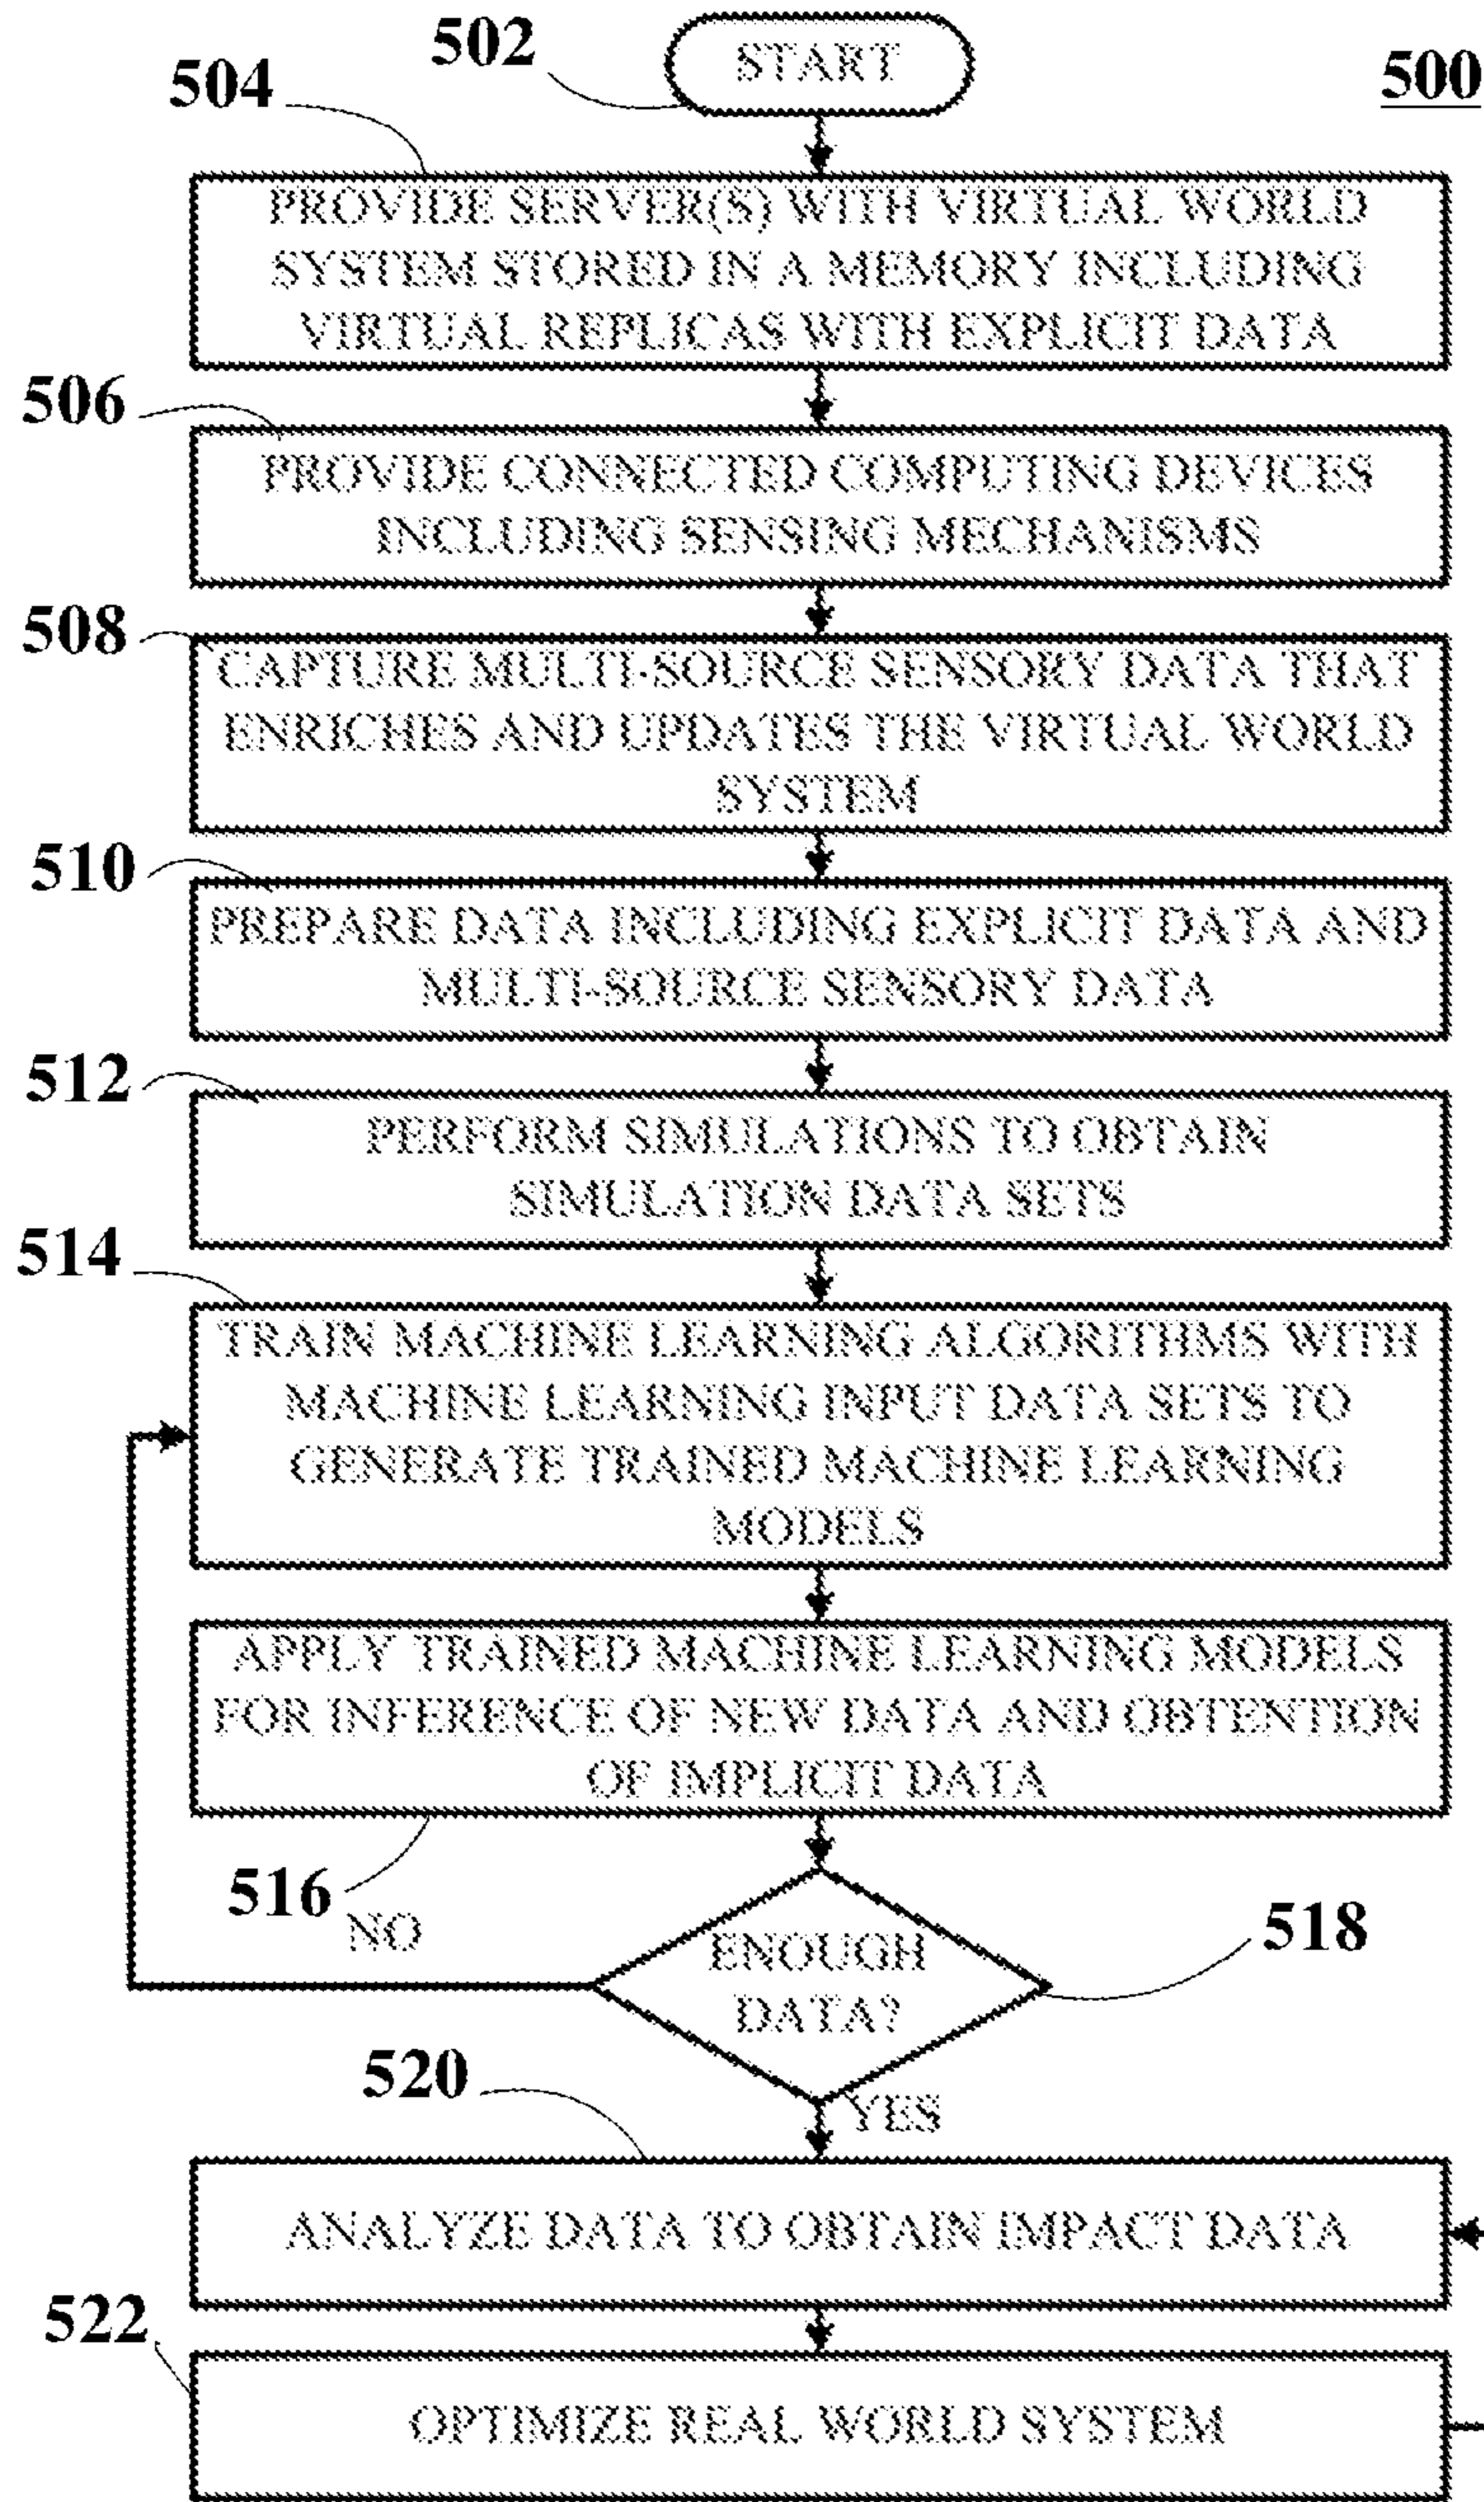 502
START
500
504
PROVIDE SERVER(S) WITH VIRTUAL WORLD
SYSTEM STORED IN A MEMORY INCLUDING
VIRTUAL REPLICAS WITH EXPLICIT DATA
506
PROVIDE CONNECTED COMPUTING DEVICES
INCLUDING SENSING MECHANISMS
508
CAPTURE MULTI-SOURCE SENSORY DATA THAT
ENRICHES AND UPDATES THE VIRTUAL WORLD
SYSTEM
510
PREPARE DATA INCLUDING EXPLICIT DATA AND
MULTI-SOURCE SENSORY DATA
512
PERFORM SIMULATIONS TO OBTAIN
SIMULATION DATA SETS
514
TRAIN MACHINE LEARNING ALGORITHMS WITH
MACHINE LEARNING INPUT DATA SETS TO
GENERATE TRAINED MACHINE LEARNING
MODELS
APPLY TRAINED MACHINE LEARNING MODELS
FOR INFERENCE OF NEW DATA AND OBTENTION
OF IMPLICIT DATA
516
NO
ENOUGH
DATA?
518
YES
520
ANALYZE DATA TO OBTAIN IMPACT DATA
522
OPTIMIZE REAL WORLD SYSTEM